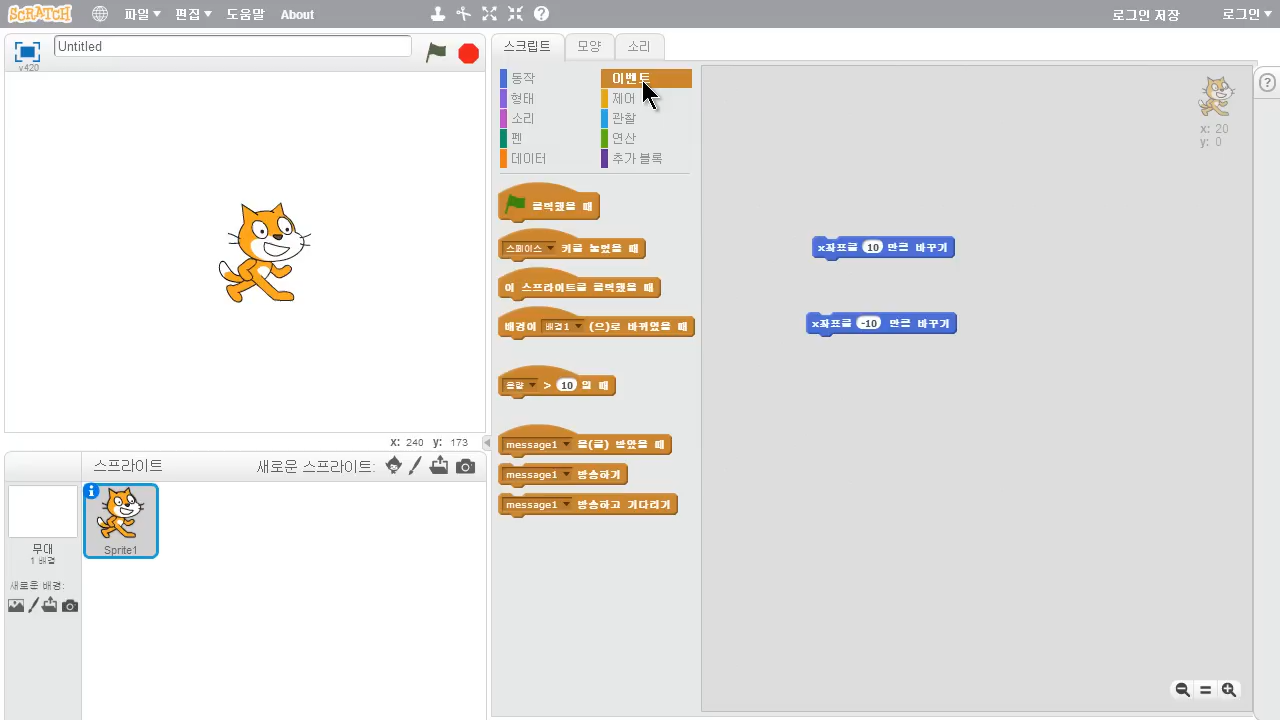 SCRATCH 파일 편집 도움말 About 로그인 저장 로그인
Untitled
v420
스크립트 모양 소리
동작 이벤트
형태 제어
소리 관찰
펜 연산
데이터 추가 블록
클릭했을 때
스페이스 키를 눌렀을 때
이 스프라이트를 클릭했을 때
배경이 배경1 (으)로 바뀌었을 때
음량 > 10 일 때
message1 을(를) 받았을 때
message1 방송하기
message1 방송하고 기다리기
x좌표를 10 만큼 바꾸기
x좌표를 -10 만큼 바꾸기
x: 20
y: 0
x: 240 y: 173
스프라이트 새로운 스프라이트:
Sprite1
무대
1 배경
새로운 배경: